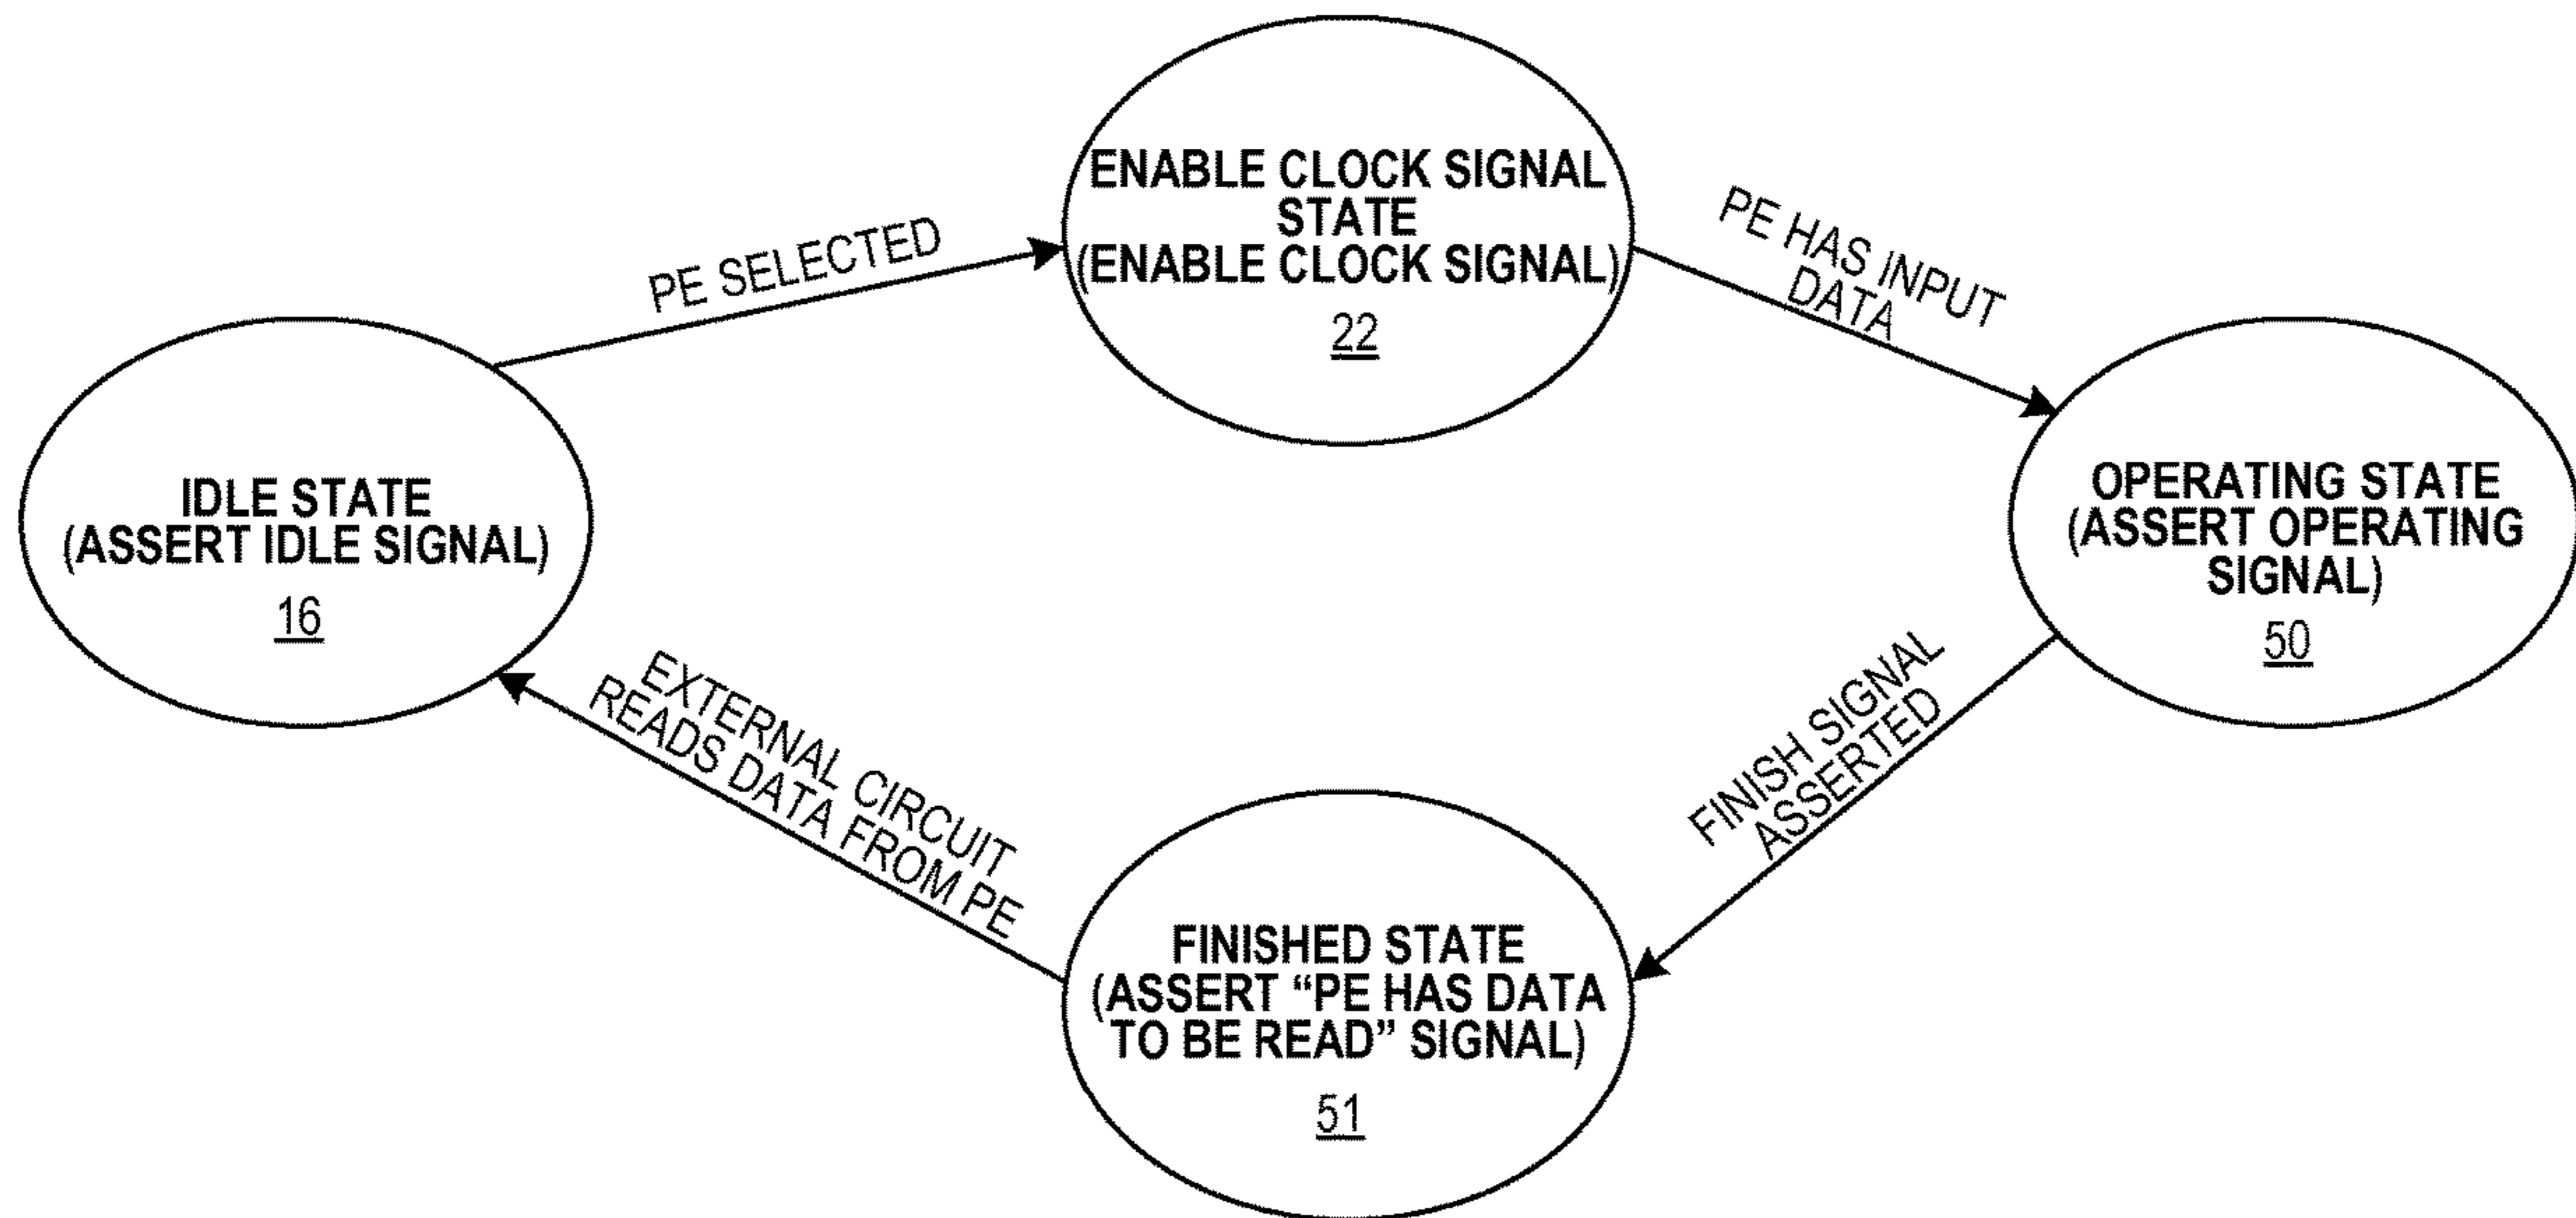 ENABLE CLOCK SIGNAL
STATE
(ENABLE CLOCK SIGNAL)
22
PE SELECTED
PE HAS INPUT
DATA
IDLE STATE
(ASSERT IDLE SIGNAL)
16
OPERATING STATE
(ASSERT OPERATING
SIGNAL)
50
EXTERNAL CIRCUIT
READS DATA FROM PE
FINISH SIGNAL
ASSERTED
FINISHED STATE
(ASSERT “PE HAS DATA
TO BE READ” SIGNAL)
51